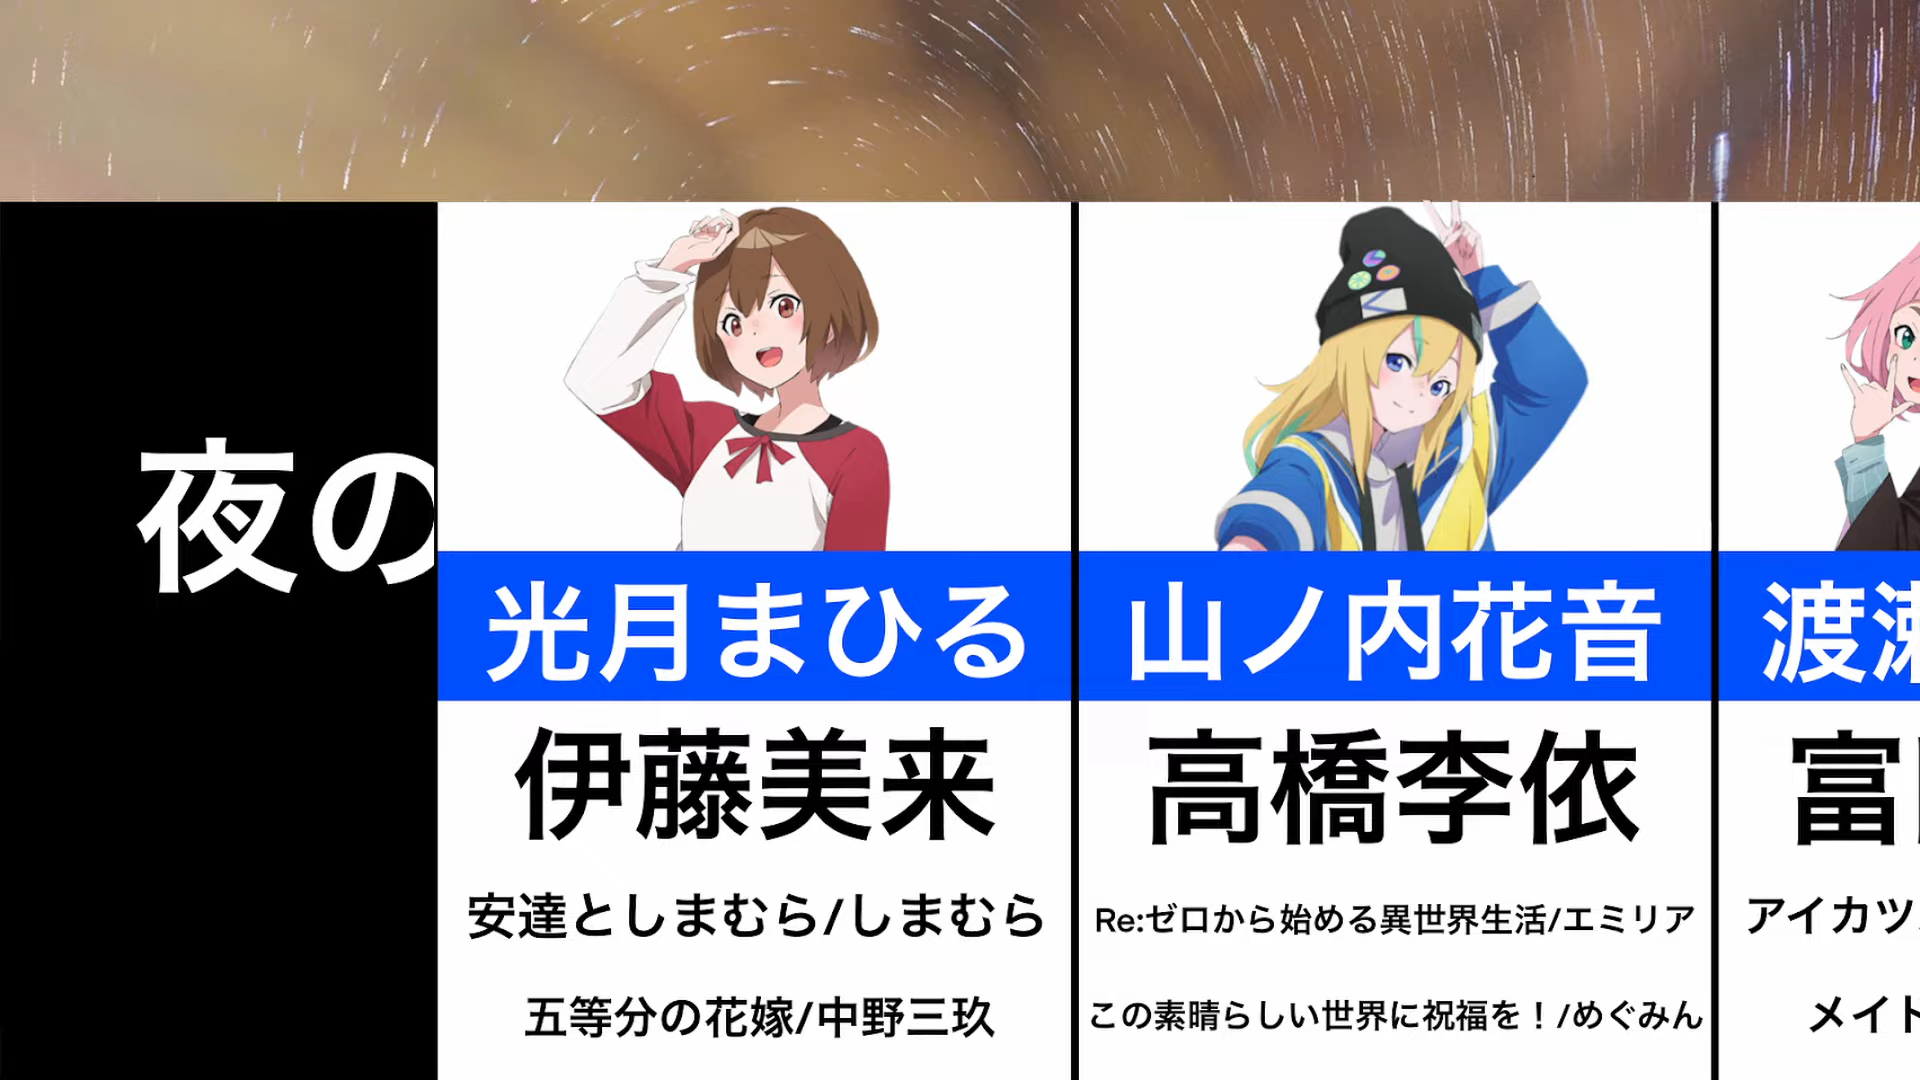 夜の
光月まひる
伊藤美来
安達としまむら/しまむら
五等分の花嫁/中野三玖
山ノ内花音
高橋李依
Re:ゼロから始める異世界生活/エミリア
この素晴らしい世界に祝福を！/めぐみん
渡瀬
富
アイカツ
メイド